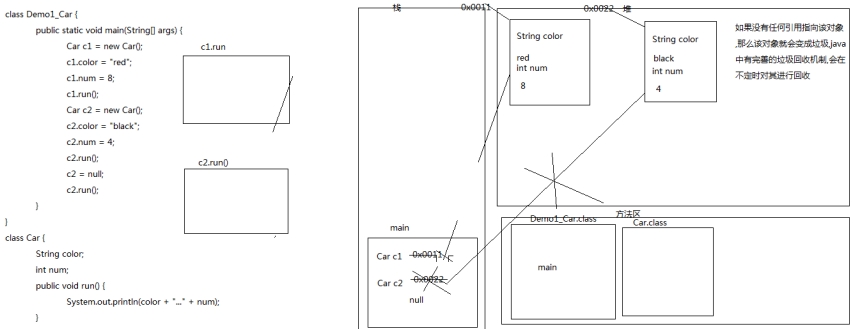 class Demo1_Car {
public static void main(String[] args) {
Car c1 = new Car();
c1.color = "red";
c1.num = 8;
c1.run();
Car c2 = new Car();
c2.color = "black";
c2.num = 4;
c2.run();
c2 = null;
c2.run();
}
}
class Car {
String color;
int num;
public void run() {
System.out.println(color + "..." + num);
}
c1.run
c2.run()
栈
main
Car c1
0x0011
Car c2
0x0022
null
0x0011
0x0022
堆
String color
red
int num
8
String color
black
int num
4
如果没有任何引用指向该对象
,那么该对象就会变成垃圾,java
中有完善的垃圾回收机制,会在
不定时对其进行回收
方法区
Demo1_Car.class
main
Car.class